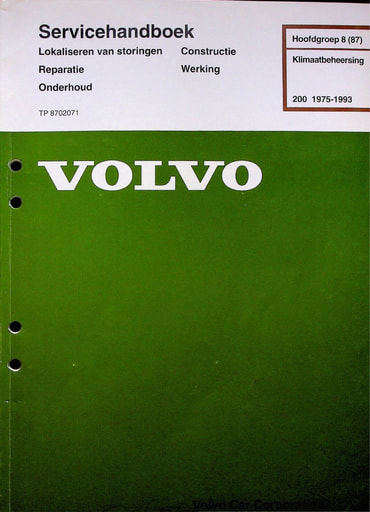 Servicehandboek
Lokaliseren van storingen Constructie
Reparatie Werking
Onderhoud
TP 8702071
Hoofdgroep 8 (87)
Klimaatbeheersing
200 1975-1993
VOLVO
Volvo Car Corporation